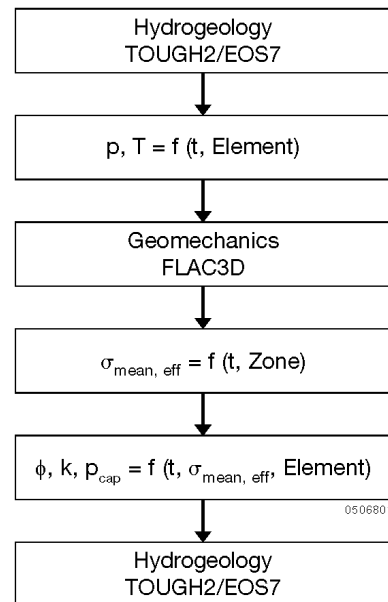 Hydrogeology
TOUGH2/EOS7
p, T = f (t, Element)
Geomechanics
FLAC3D
σmean, eff = f (t, Zone)
ϕ, k, pcap = f (t, σmean, eff, Element)
050680
Hydrogeology
TOUGH2/EOS7